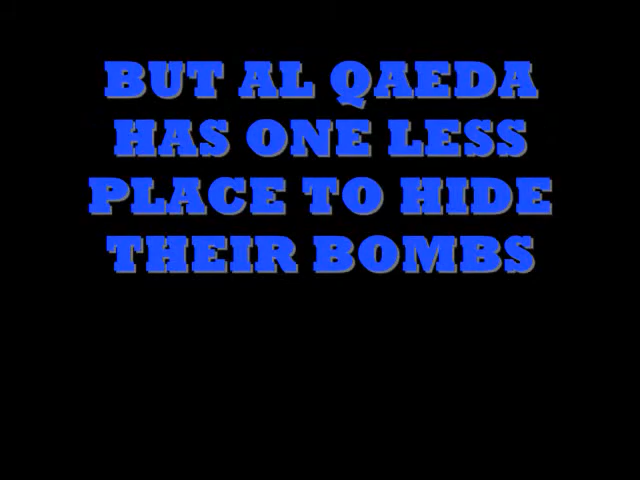 BUT AL QAEDA
HAS ONE LESS
PLACE TO HIDE
THEIR BOMBS